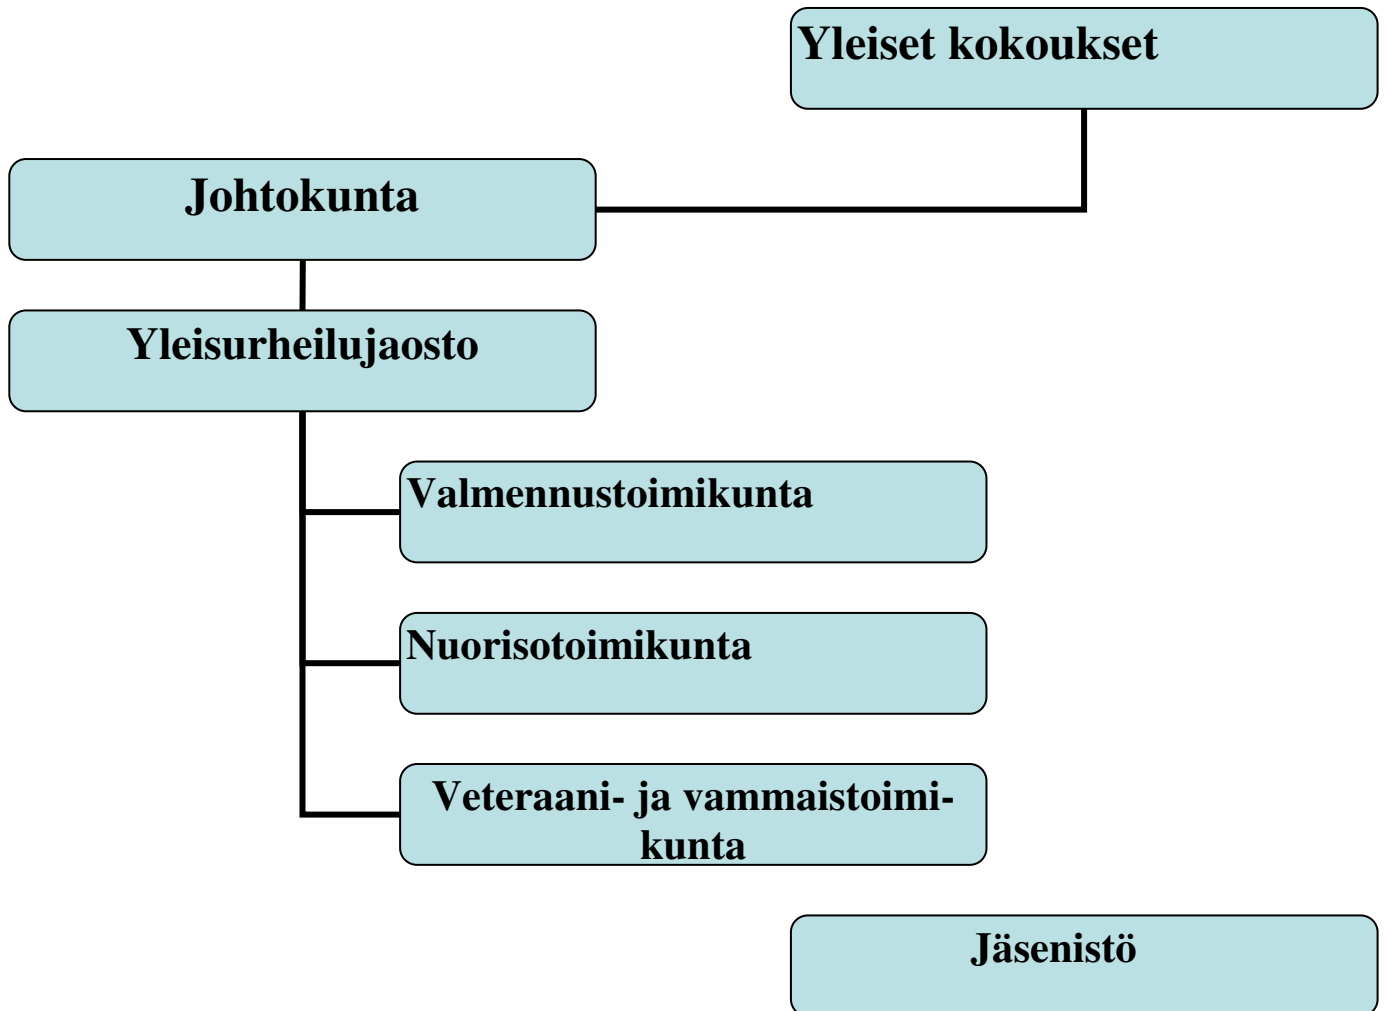 Yleiset kokoukset
Johtokunta
Yleisurheilujaosto
Valmennustoimikunta
Nuorisotoimikunta
Veteraani- ja vammaistoimi-
kunta
Jäsenistö